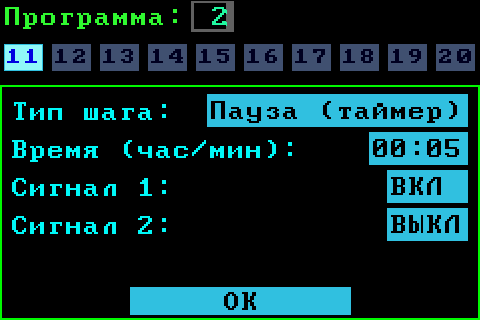 Программа: 2
11 12 13 14 15 16 17 18 19 20
Тип шага: Пауза (таймер)
Время (час/мин): 00:05
Сигнал 1: ВКЛ
Сигнал 2: ВЫКЛ
ОК